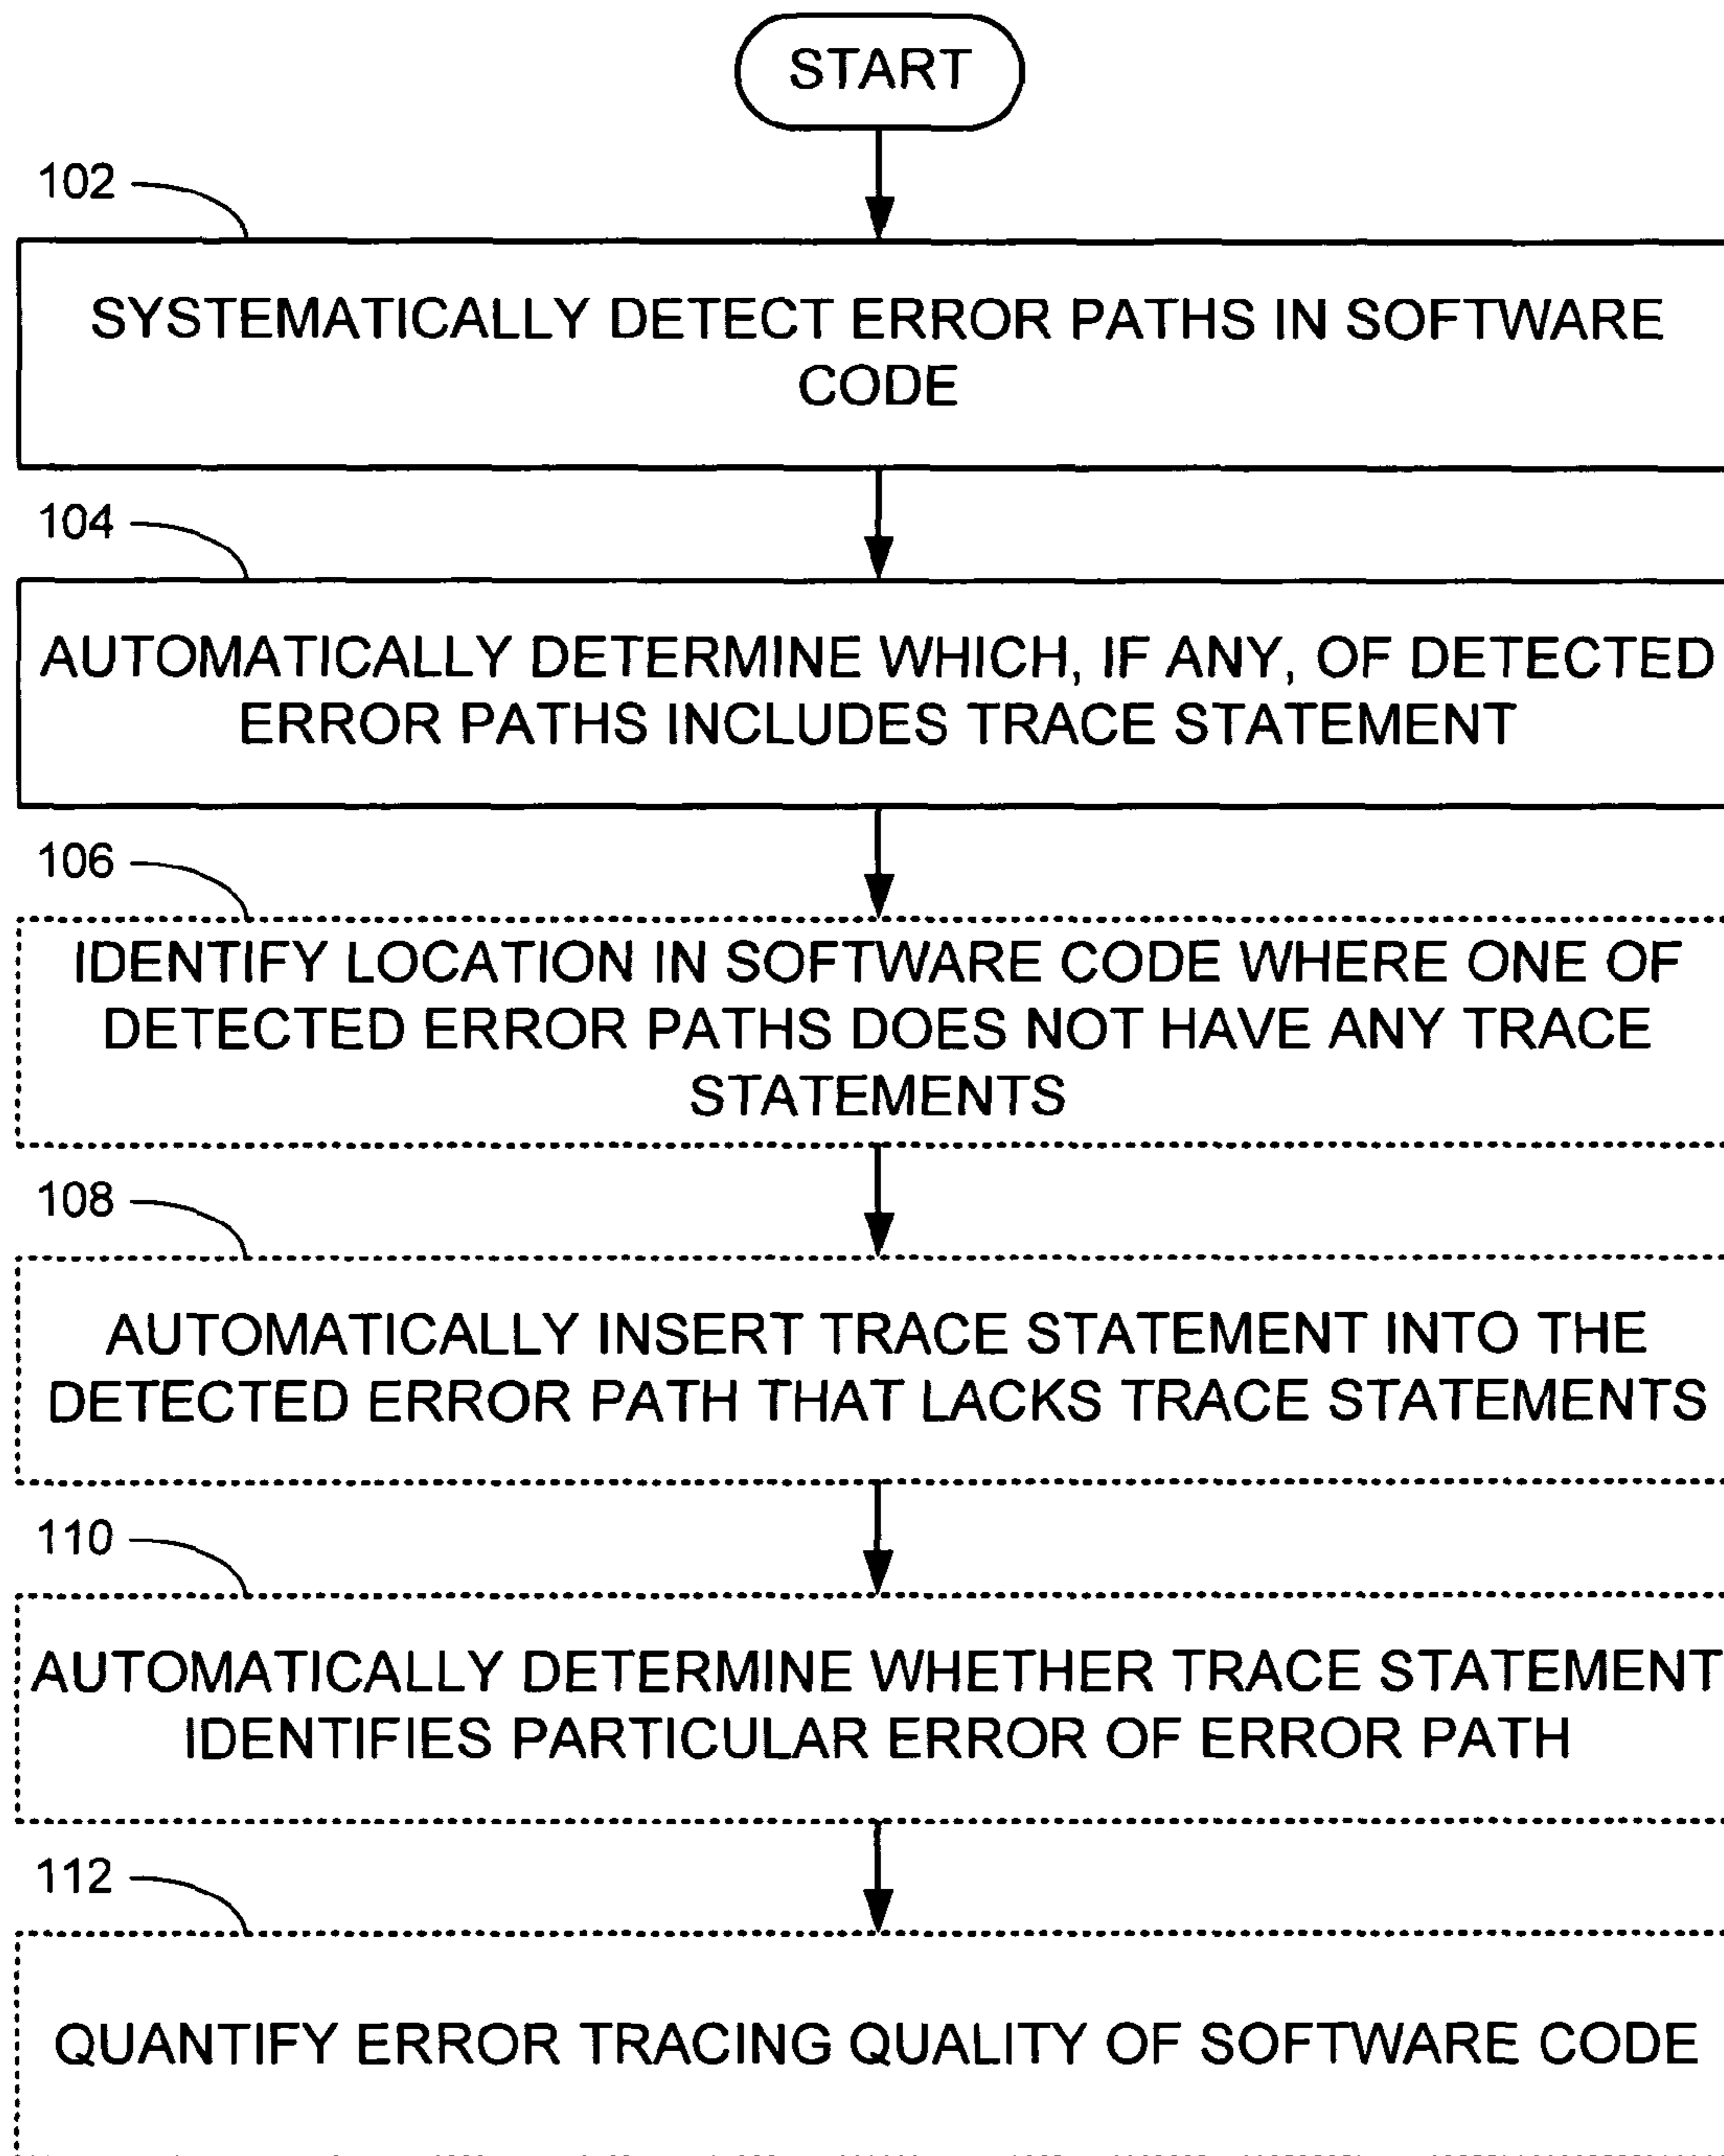 START
102
SYSTEMATICALLY DETECT ERROR PATHS IN SOFTWARE
CODE
104
AUTOMATICALLY DETERMINE WHICH, IF ANY, OF DETECTED
ERROR PATHS INCLUDES TRACE STATEMENT
106
IDENTIFY LOCATION IN SOFTWARE CODE WHERE ONE OF
DETECTED ERROR PATHS DOES NOT HAVE ANY TRACE
STATEMENTS
108
AUTOMATICALLY INSERT TRACE STATEMENT INTO THE
DETECTED ERROR PATH THAT LACKS TRACE STATEMENTS
110
AUTOMATICALLY DETERMINE WHETHER TRACE STATEMENT
IDENTIFIES PARTICULAR ERROR OF ERROR PATH
112
QUANTIFY ERROR TRACING QUALITY OF SOFTWARE CODE